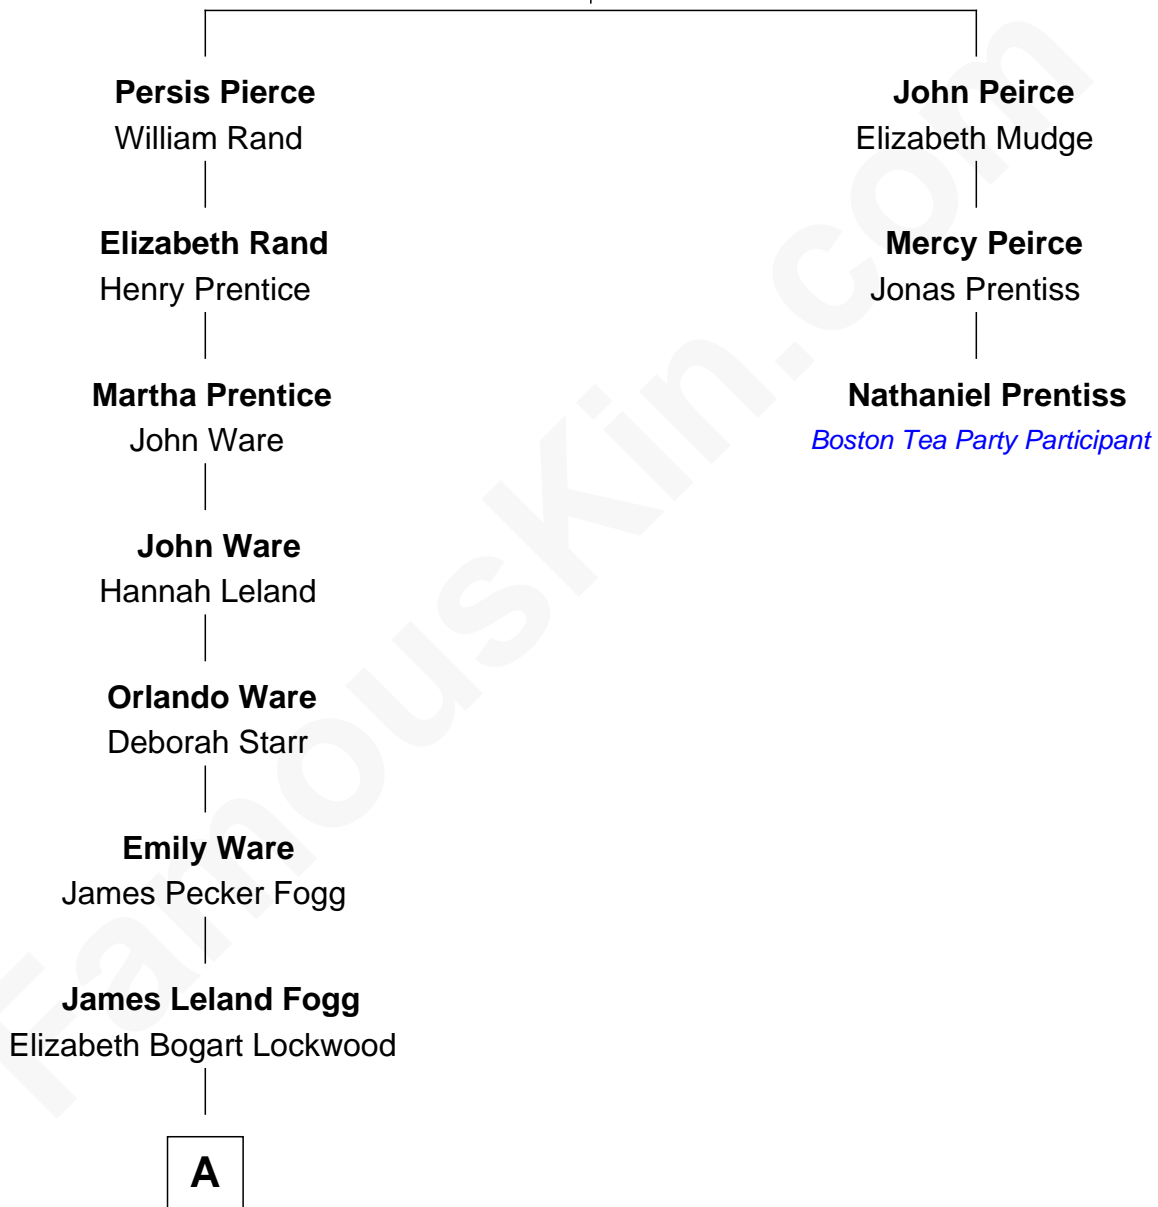 Persis Pierce
William Rand
Elizabeth Rand
Henry Prentice
Martha Prentice
John Ware
John Ware
Hannah Leland
Orlando Ware
Deborah Starr
Emily Ware
James Pecker Fogg
James Leland Fogg
Elizabeth Bogart Lockwood
A
John Peirce
Elizabeth Mudge
Mercy Peirce
Jonas Prentiss
Nathaniel Prentiss
Boston Tea Party Participant
FamousKin.com